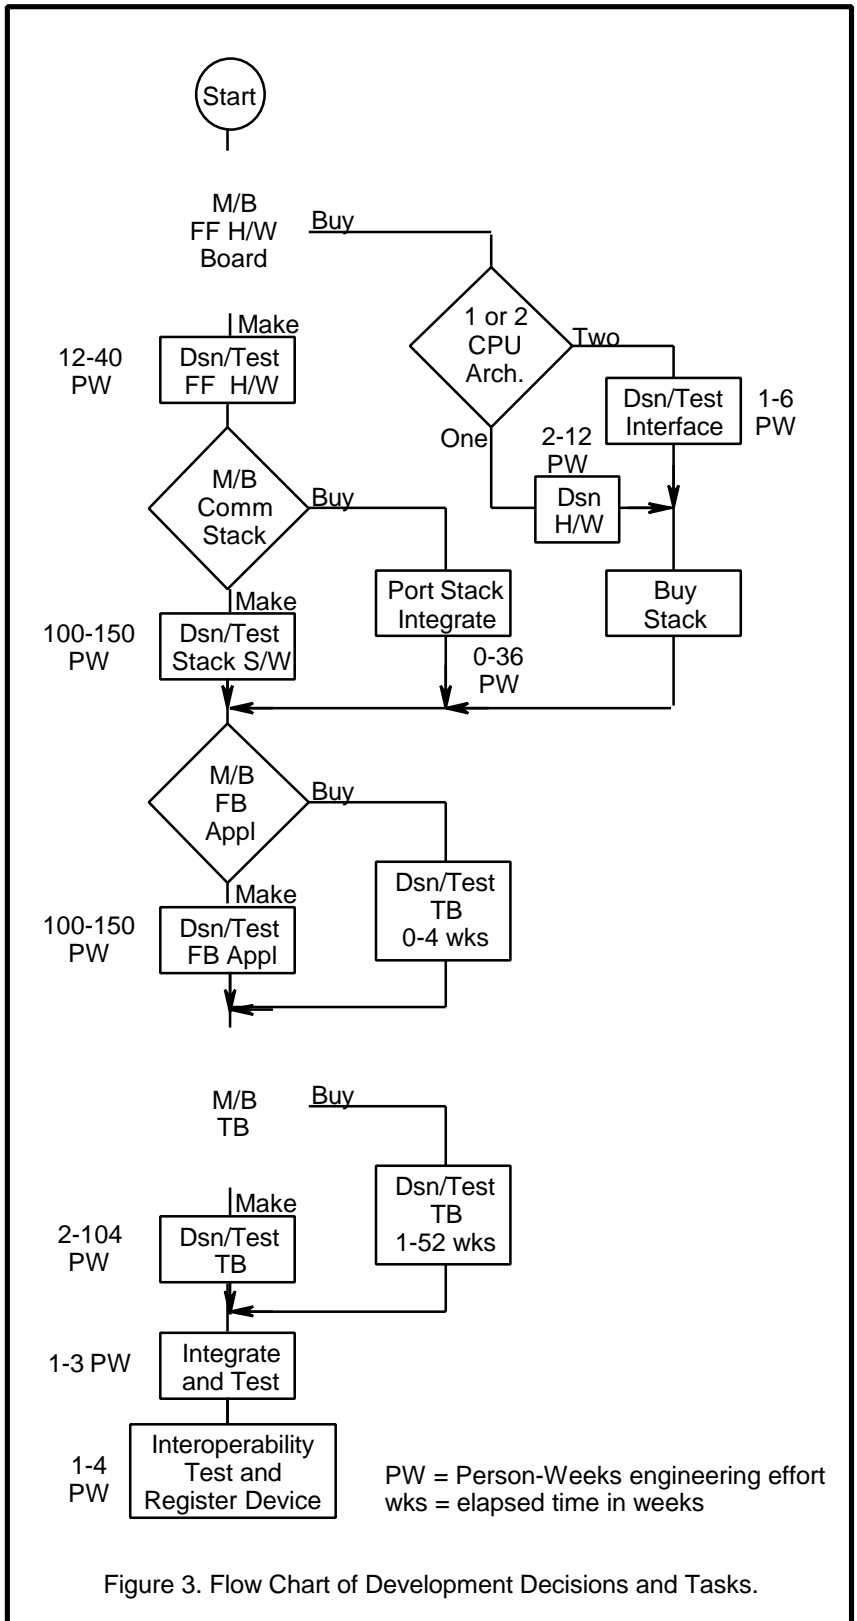 Start
M/B
FF H/W
Board
Buy
1 or 2
CPU
Arch.
Two
One
Make
12-40
PW
Dsn/Test
FF H/W
Dsn/Test
Interface
1-6
PW
2-12
PW
Dsn
H/W
M/B
Comm
Stack
Buy
Make
Port Stack
Integrate
0-36
PW
Buy
Stack
100-150
PW
Dsn/Test
Stack S/W
M/B
FB
Appl
Buy
Make
Dsn/Test
TB
0-4 wks
100-150
PW
Dsn/Test
FB Appl
M/B
TB
Buy
Make
Dsn/Test
TB
1-52 wks
2-104
PW
Dsn/Test
TB
1-3 PW
Integrate
and Test
1-4
PW
Interoperability
Test and
Register Device
PW = Person-Weeks engineering effort
wks = elapsed time in weeks
Figure 3. Flow Chart of Development Decisions and Tasks.